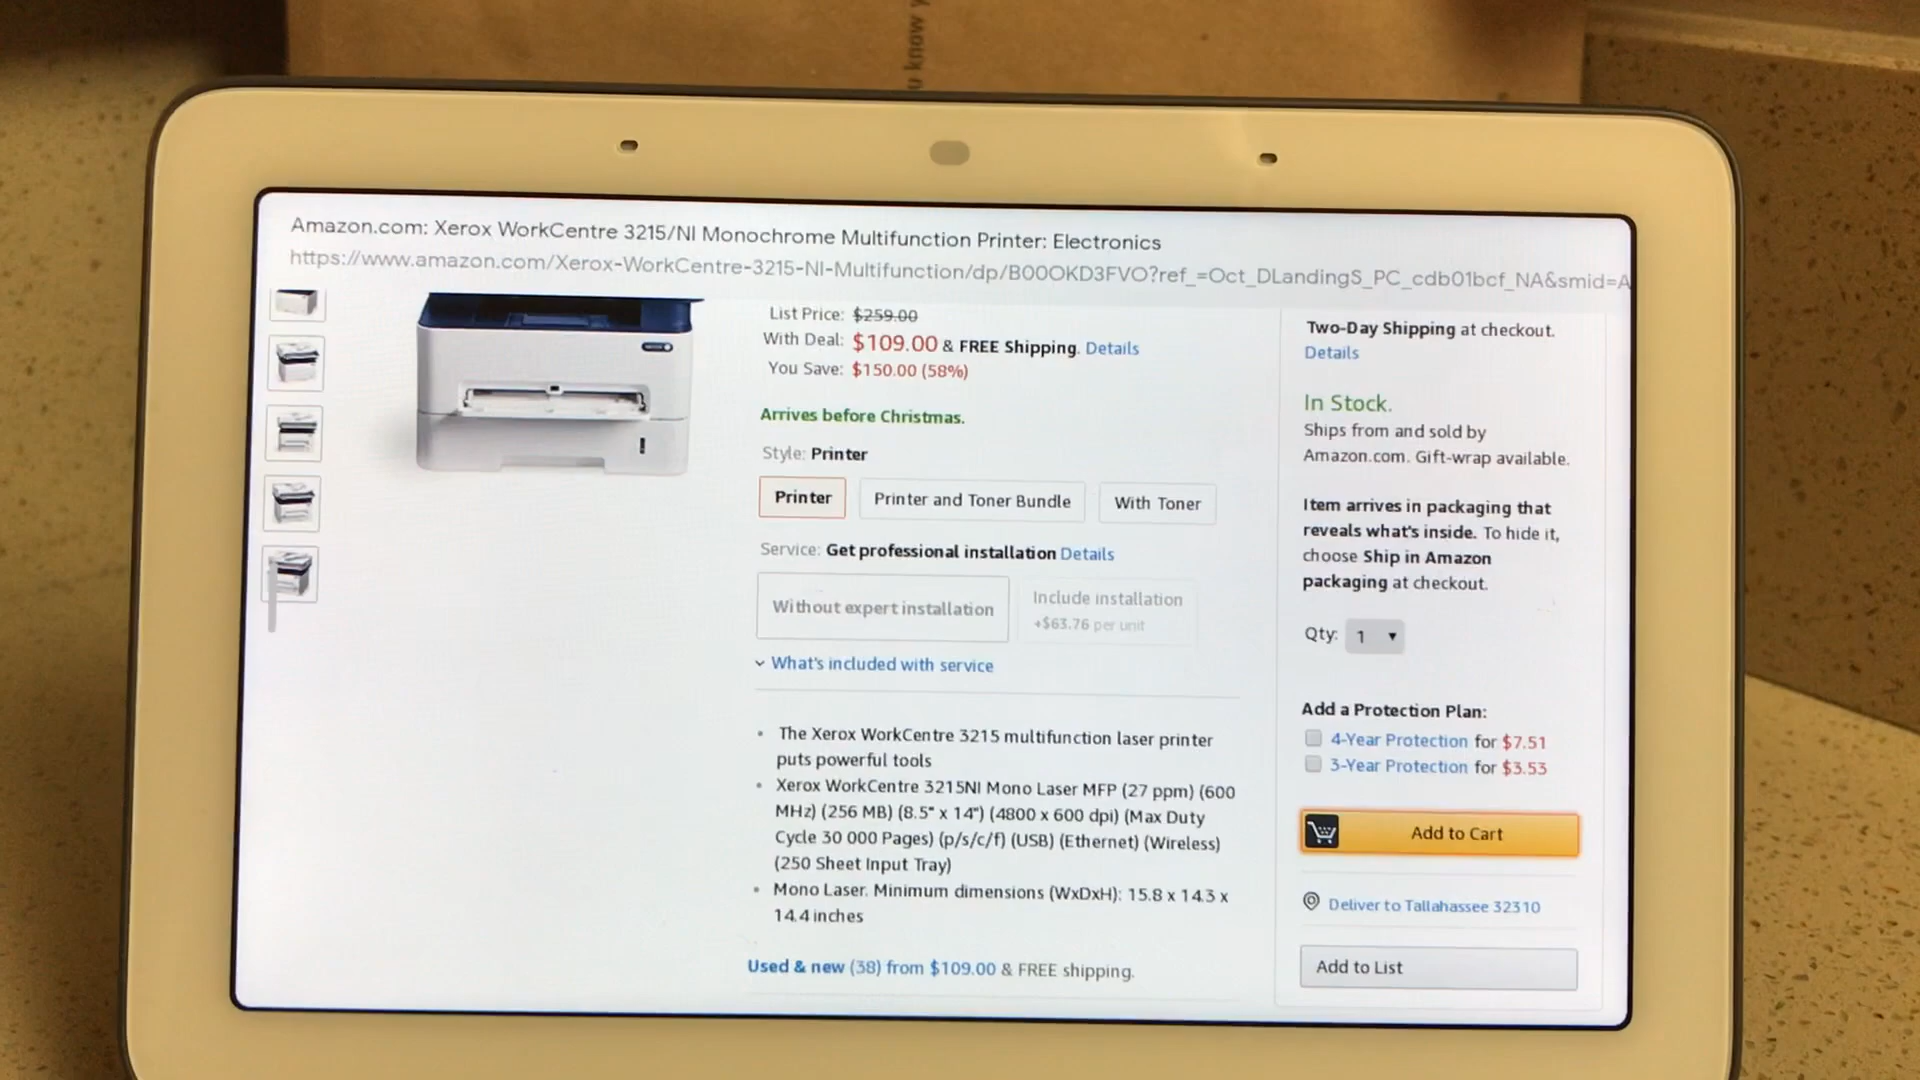 u know
Amazon.com: Xerox WorkCentre 3215/NI Monochrome Multifunction Printer: Electronics
https://www.amazon.com/Xerox-WorkCentre-3215-NI-Multifunction/dp/B00OKD3FVO?ref_=Oct_DLandingS_PC_cdb01bcf_NA&smid=A
List Price: $259.00
With Deal: $109.00 & FREE Shipping. Details
You Save: $150.00 (58%)
Arrives before Christmas.
Style: Printer
Printer
Printer and Toner Bundle
With Toner
Service: Get professional installation Details
Without expert installation
Include installation
+$63.76 per unit
What's included with service
• The Xerox WorkCentre 3215 multifunction laser printer
puts powerful tools
• Xerox WorkCentre 3215NI Mono Laser MFP (27 ppm) (600
MHz) (256 MB) (8.5" x 14") (4800 x 600 dpi) (Max Duty
Cycle 30 000 Pages) (p/s/c/f) (USB) (Ethernet) (Wireless)
(250 Sheet Input Tray)
• Mono Laser. Minimum dimensions (WxDxH): 15.8 x 14.3 x
14.4 inches
Used & new (38) from $109.00 & FREE shipping.
Two-Day Shipping at checkout.
Details
In Stock.
Ships from and sold by
Amazon.com. Gift-wrap available.
Item arrives in packaging that
reveals what's inside. To hide it,
choose Ship in Amazon
packaging at checkout.
Qty: 1
Add a Protection Plan:
4-Year Protection for $7.51
3-Year Protection for $3.53
Add to Cart
Deliver to Tallahassee 32310
Add to List